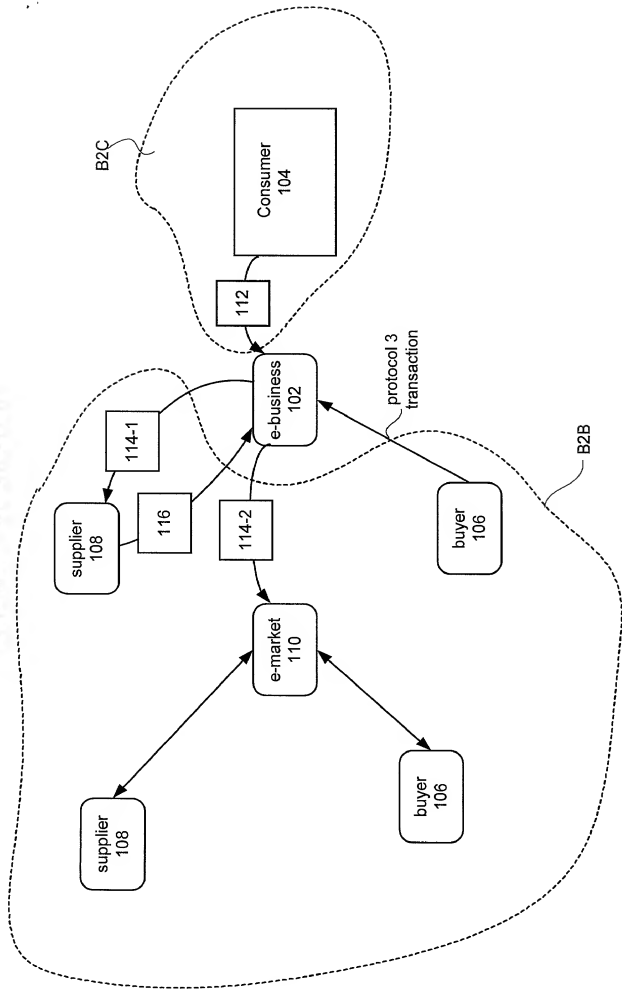 B2C
Consumer
104
112
e-business
102
114-1
116
supplier
108
114-2
protocol 3
transaction
B2B
buyer
106
e-market
110
supplier
108
buyer
106